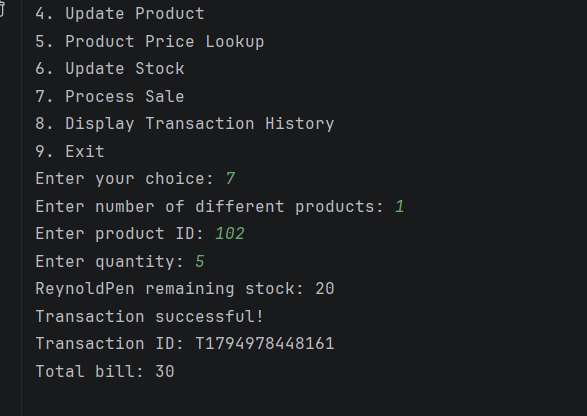 4. Update Product
5. Product Price Lookup
6. Update Stock
7. Process Sale
8. Display Transaction History
9. Exit
Enter your choice: 7
Enter number of different products: 1
Enter product ID: 102
Enter quantity: 5
ReynoldPen remaining stock: 20
Transaction successful!
Transaction ID: T1794978448161
Total bill: 30